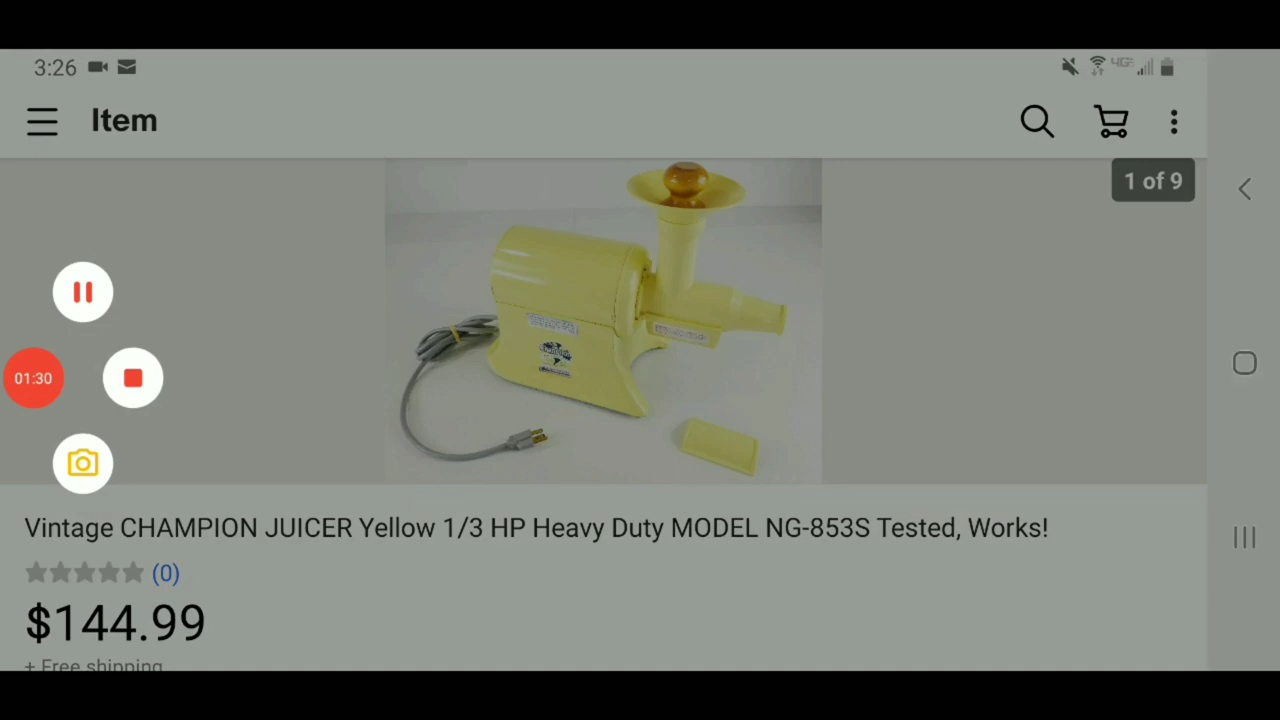 3:26
4G
Item
1 of 9
01:30
Vintage CHAMPION JUICER Yellow 1/3 HP Heavy Duty MODEL NG-853S Tested, Works!
(0)
$144.99
+ Free shipping